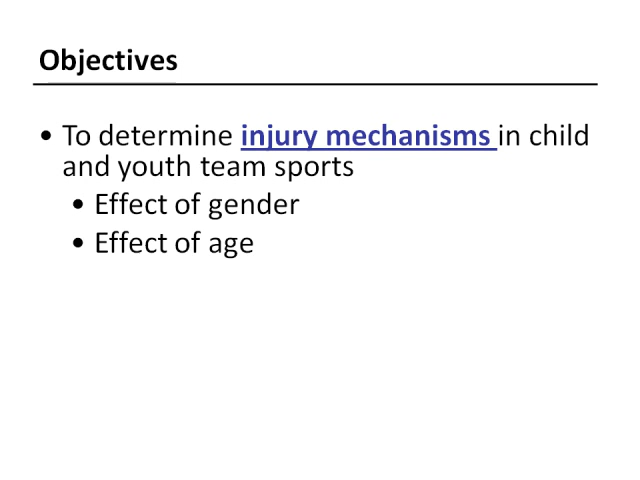 Objectives
• To determine injury mechanisms in child
and youth team sports
• Effect of gender
• Effect of age